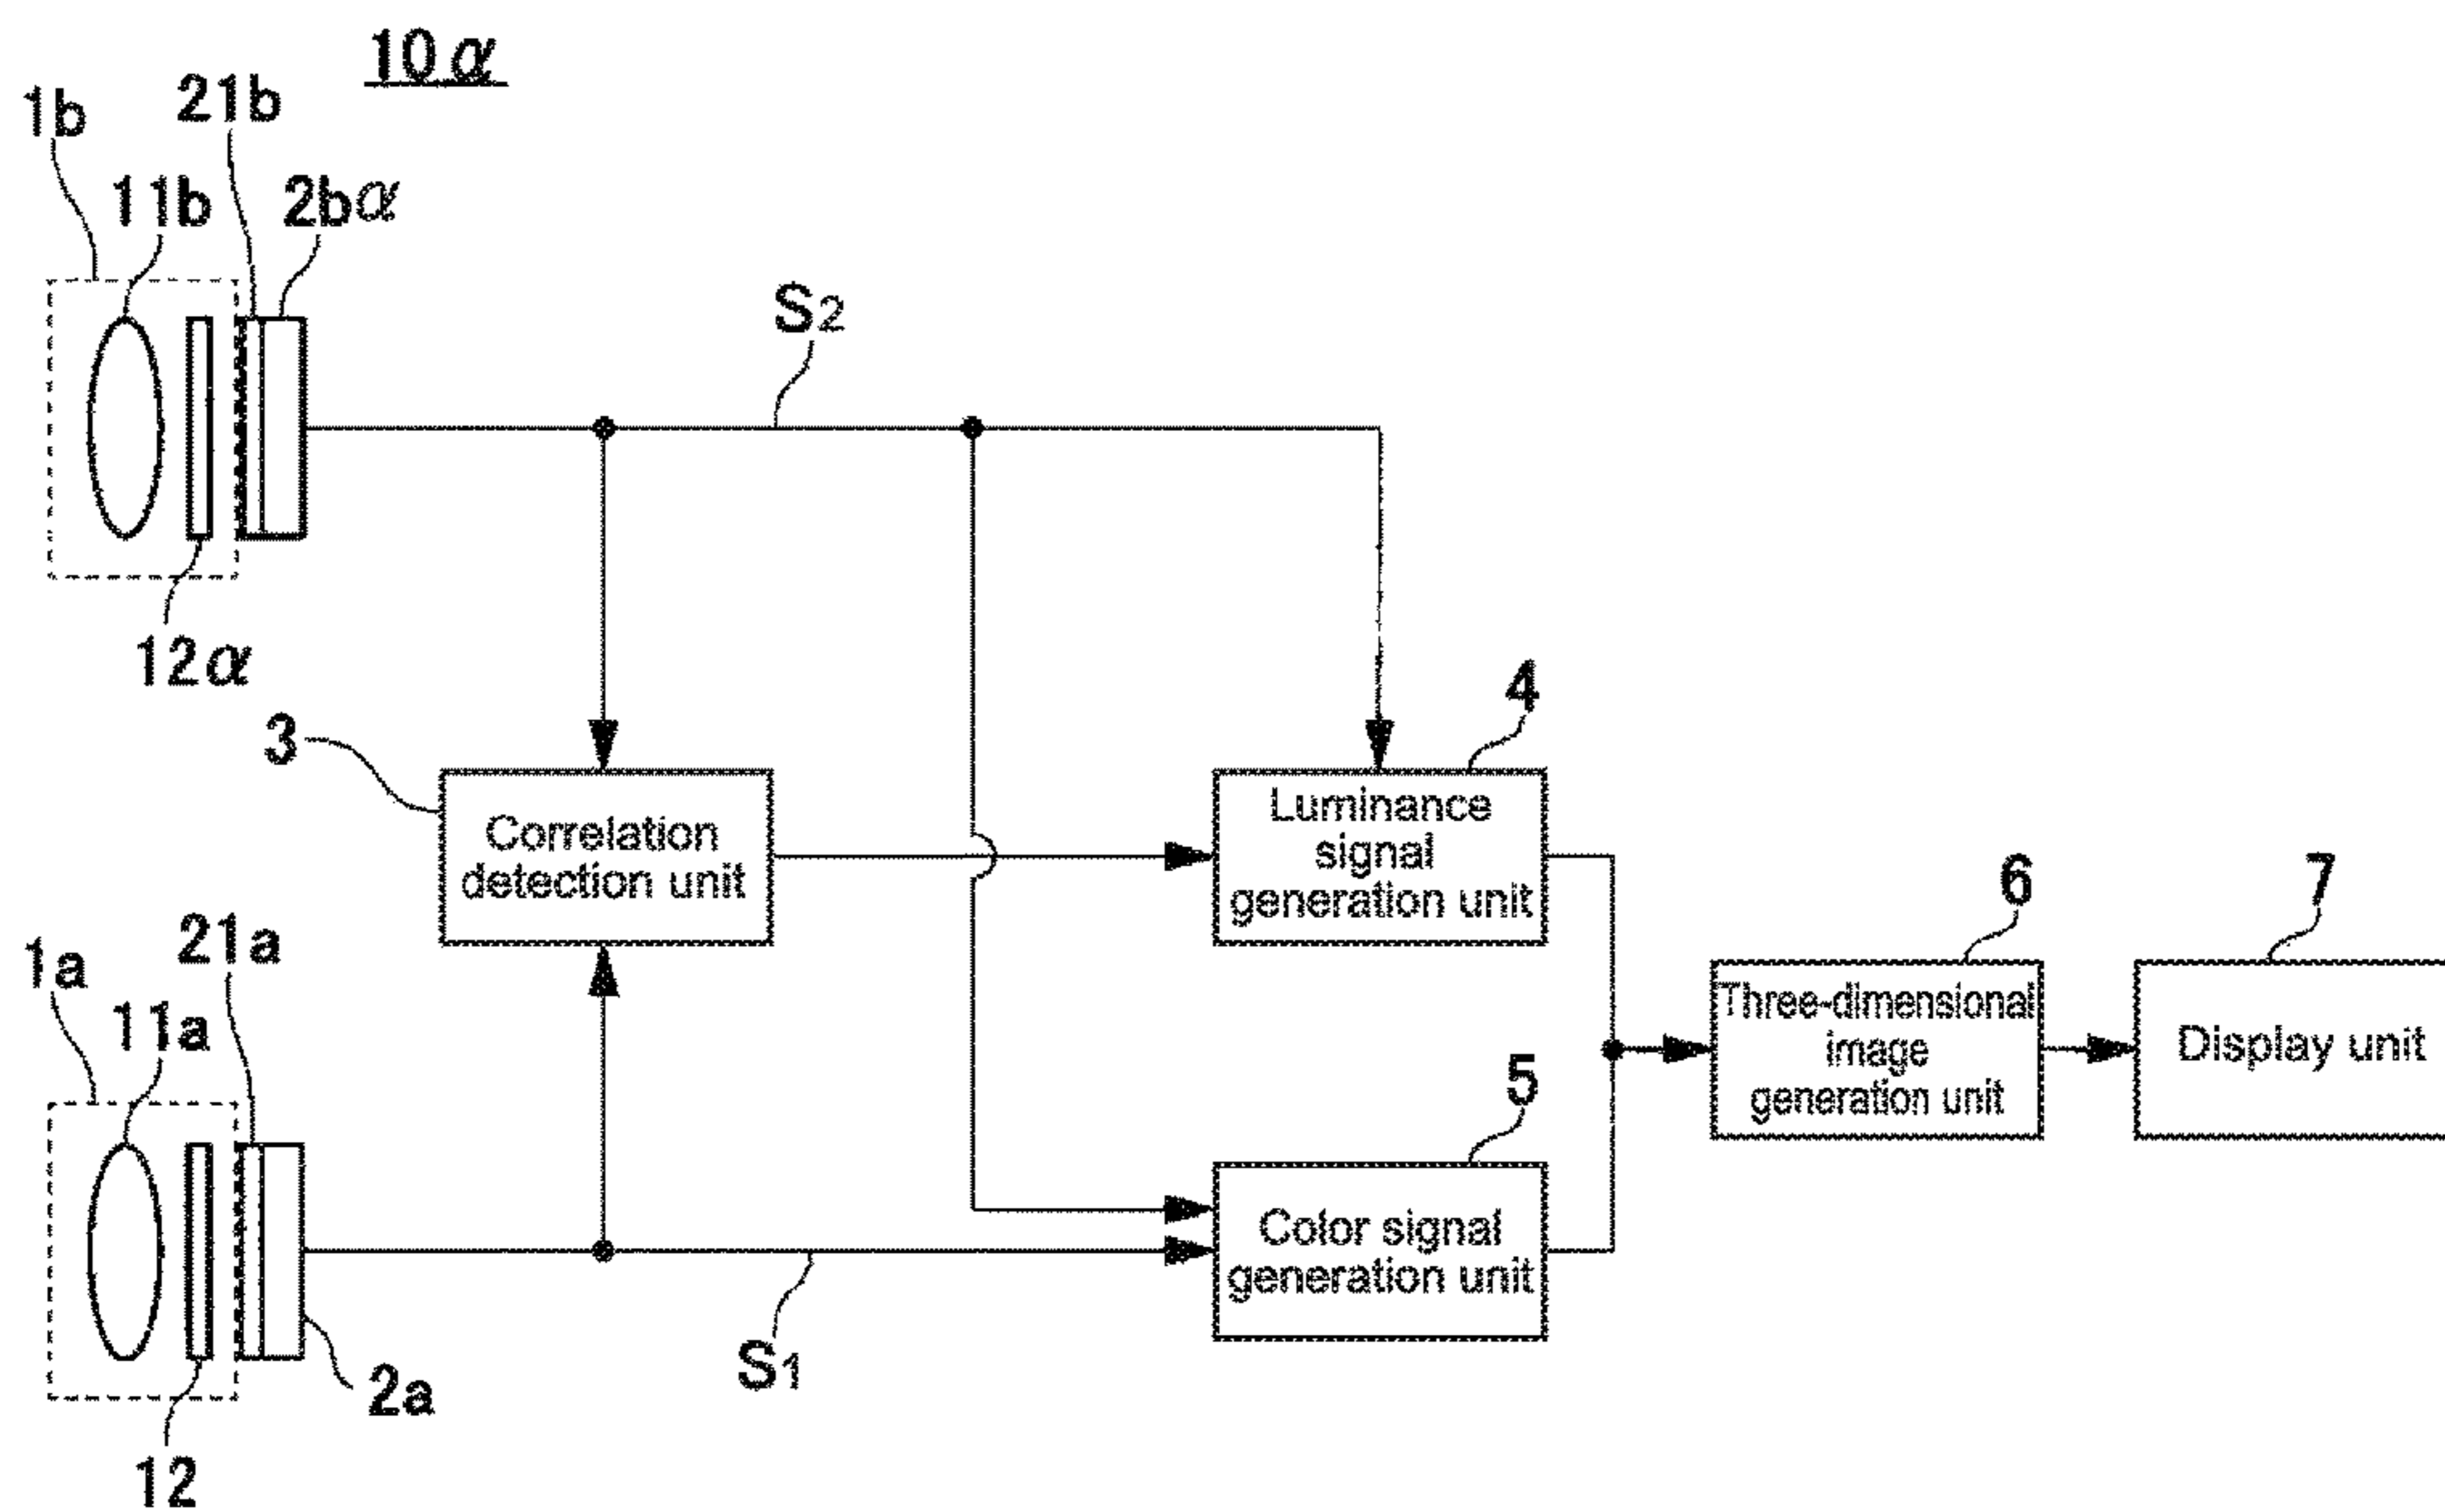 10α
1b
21b
11b
2bα
S2
12α
3
4
Correlation
detection unit
Luminance
signal
generation unit
6
7
1a
21a
11a
Three-dimensional
image
generation unit
Display unit
5
Color signal
generation unit
S1
2a
12